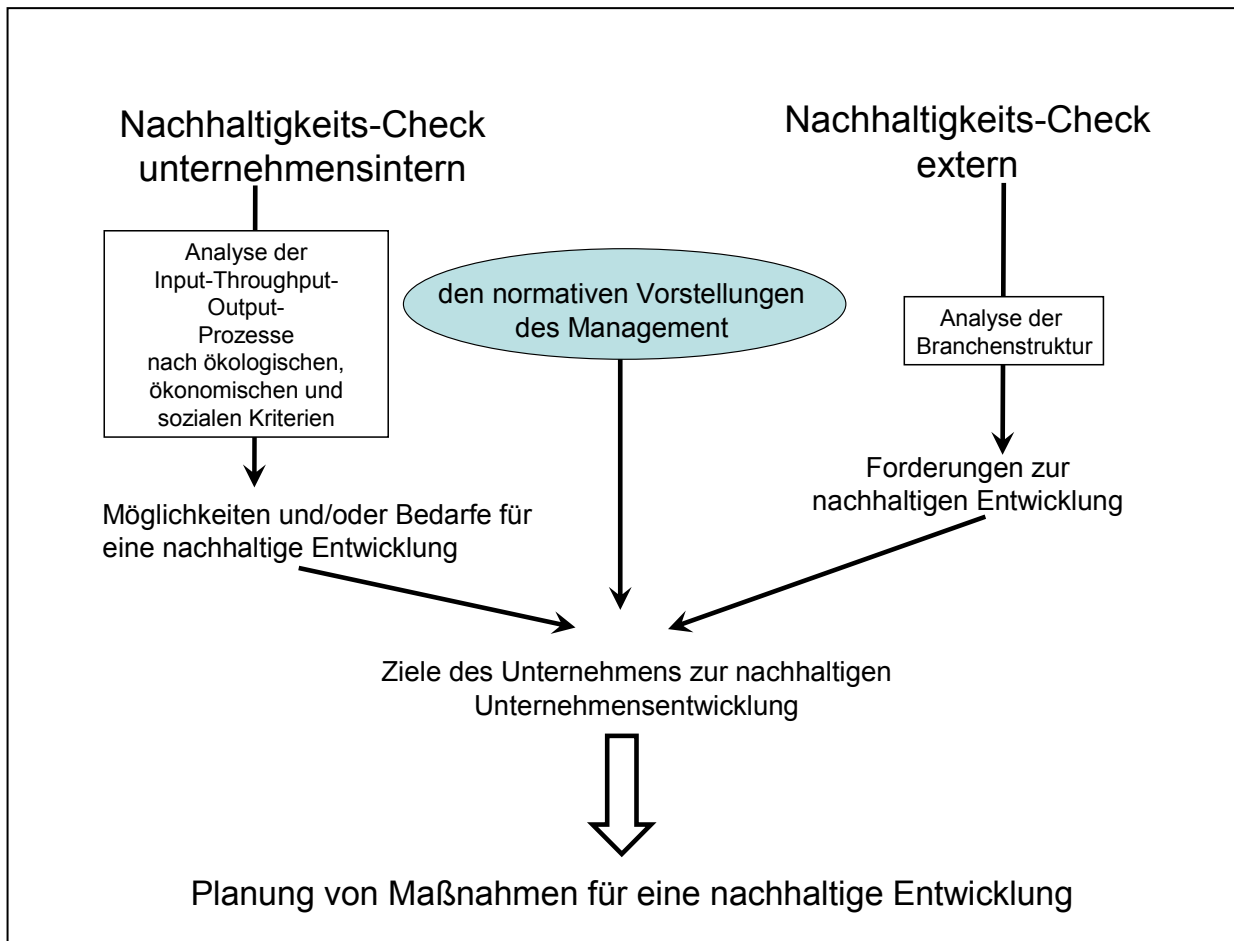 Nachhaltigkeits-Check
unternehmensintern
Nachhaltigkeits-Check
extern
Analyse der
Input-Throughput-
Output-
Prozesse
nach ökologischen,
ökonomischen und
sozialen Kriterien
den normativen Vorstellungen
des Management
Analyse der
Branchenstruktur
Möglichkeiten und/oder Bedarfe für
eine nachhaltige Entwicklung
Forderungen zur
nachhaltigen Entwicklung
Ziele des Unternehmens zur nachhaltigen
Unternehmensentwicklung
Planung von Maßnahmen für eine nachhaltige Entwicklung